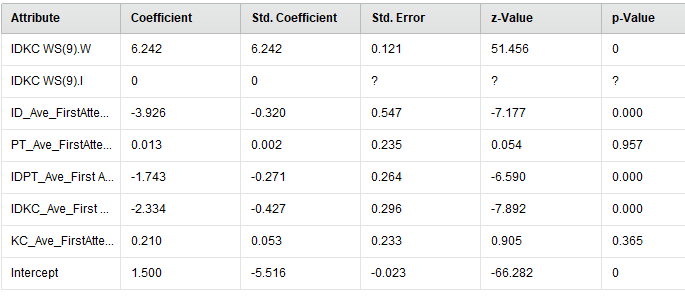 Attribute Coefficient Std. Coefficient Std. Error z-Value p-Value
IDKC WS(9).W 6.242 6.242 0.121 51.456 0
IDKC WS(9).I 0 0 ? ? ?
ID_Ave_FirstAtte... -3.926 -0.320 0.547 -7.177 0.000
PT_Ave_FirstAtte... 0.013 0.002 0.235 0.054 0.957
IDPT_Ave_First A... -1.743 -0.271 0.264 -6.590 0.000
IDKC_Ave_First ... -2.334 -0.427 0.296 -7.892 0.000
KC_Ave_FirstAtte... 0.210 0.053 0.233 0.905 0.365
Intercept 1.500 -5.516 -0.023 -66.282 0